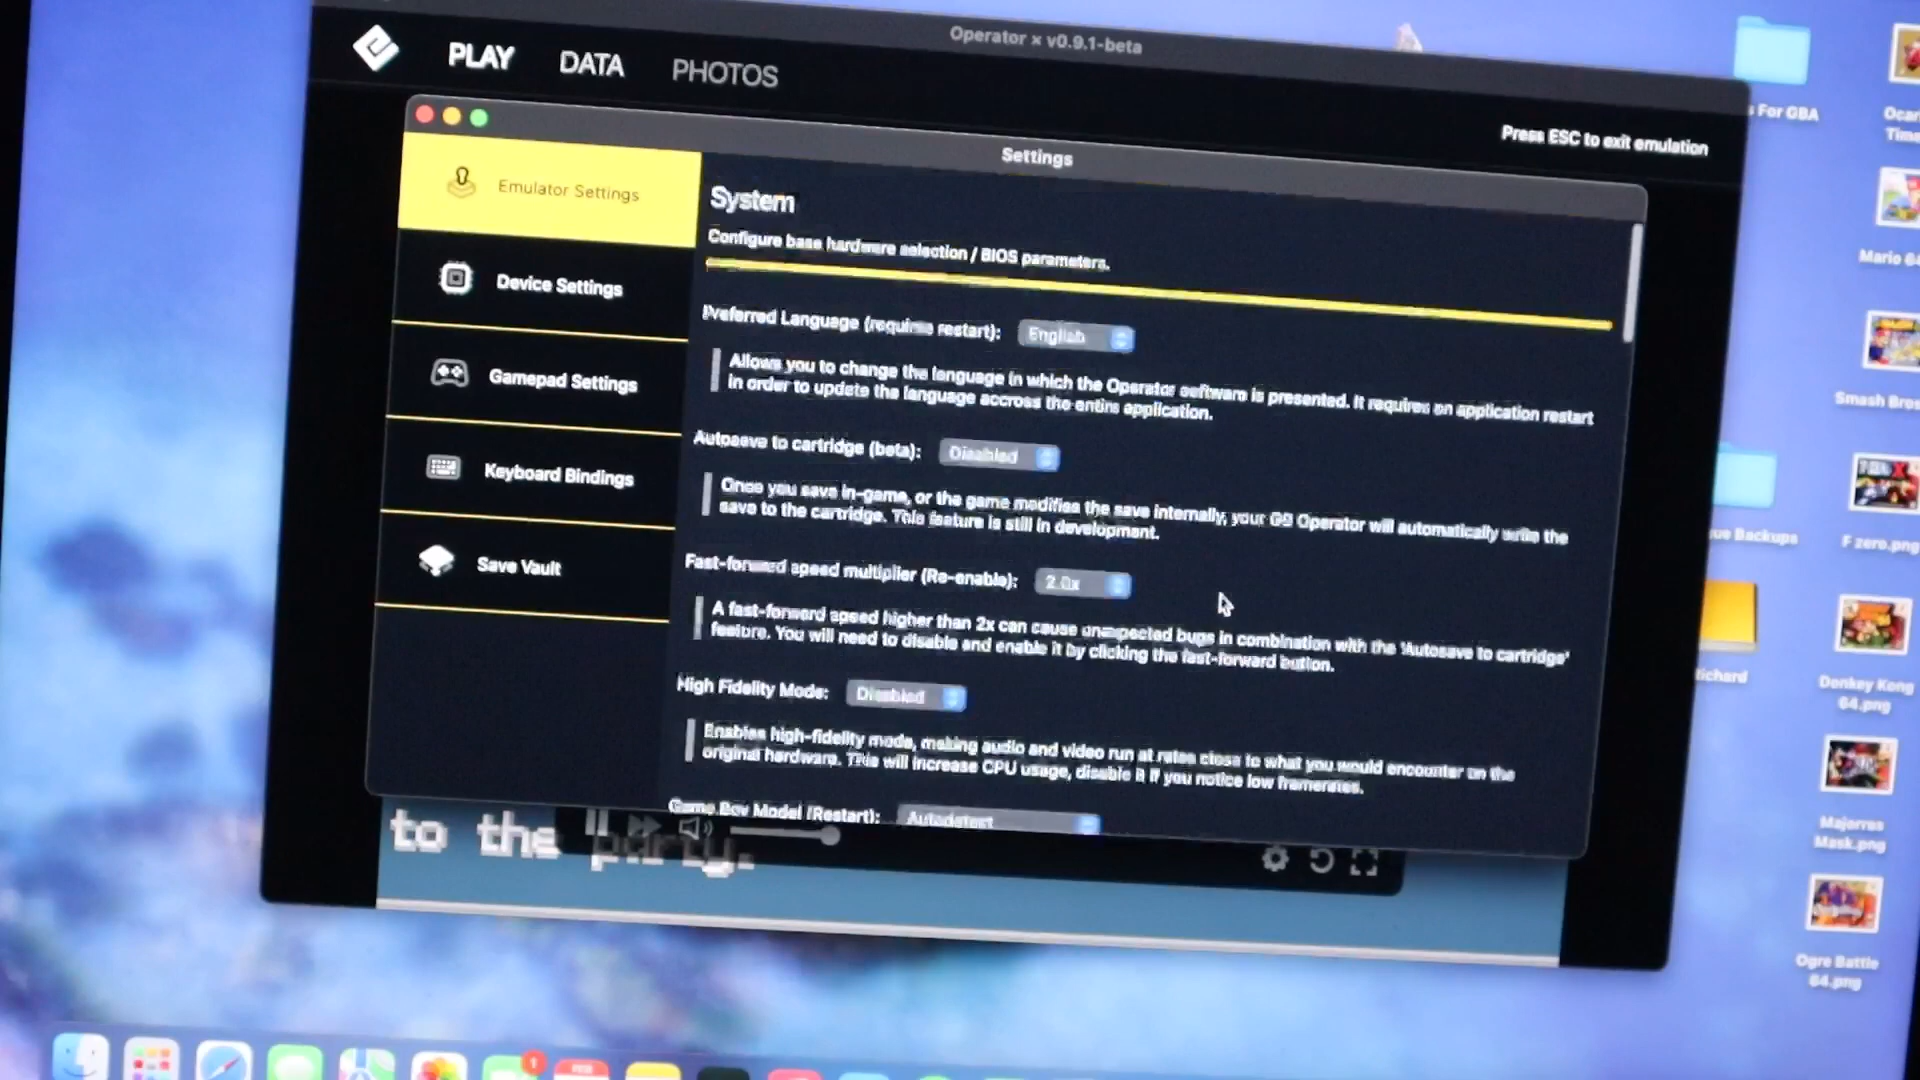 Operator × v0.9.1-beta
PLAY DATA PHOTOS
Press ESC to exit emulation
Settings
Emulator Settings
Device Settings
Gamepad Settings
Keyboard Bindings
Save Vault
System
Configure base hardware selection / BIOS parameters.
Preferred Language (requires restart): English
Allows you to change the language in which the Operator software is presented. It requires an application restart
in order to update the language accross the entire application.
Autosave to cartridge (beta): Disabled
Once you save in-game, or the game modifies the save internally, your GB Operator will automatically write the
save to the cartridge. This feature is still in development.
Fast-forward speed multiplier (Re-enable): 2.0x
A fast-forward speed higher than 2x can cause unexpected bugs in combination with the 'Autosave to cartridge'
feature. You will need to disable and enable it by clicking the fast-forward button.
High Fidelity Mode: Disabled
Enables high-fidelity mode, making audio and video run at rates close to what you would encounter on the
original hardware. This will increase CPU usage, disable it if you notice low framerates.
Game Boy Model (Restart): Autodetect
to the "party.
s For GBA
Ocar
Time
Mario 64
Smash Bros
ue Backups
F zero.png
Richard
Donkey Kong
64.png
Majorras
Mask.png
Ogre Battle
64.png
1